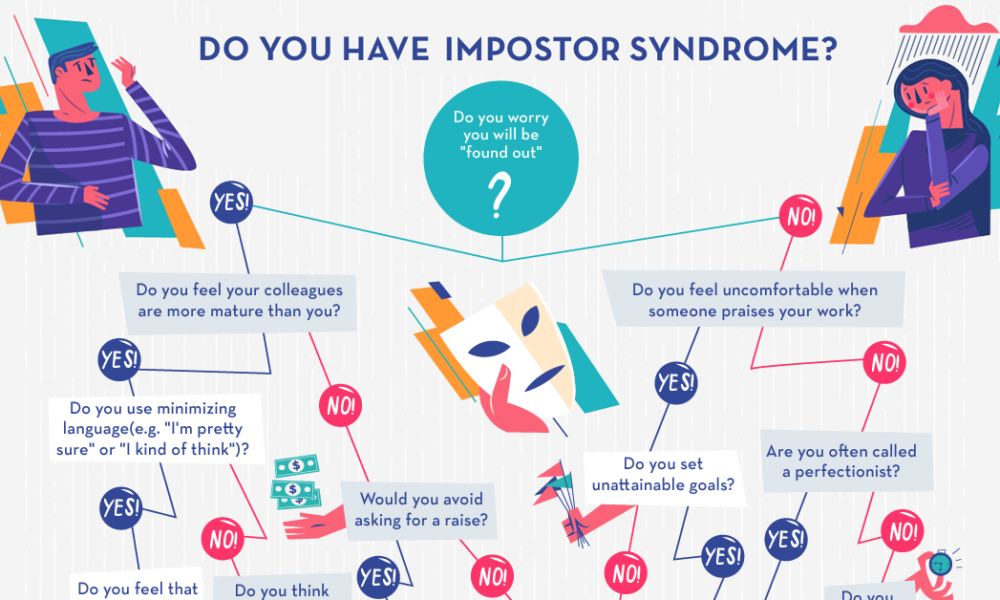 DO YOU HAVE IMPOSTOR SYNDROME?
Do you worry
you will be
"found out"
?
YES!
NO!
Do you feel your colleagues
are more mature than you?
Do you feel uncomfortable when
someone praises your work?
YES!
NO!
YES!
NO!
Do you use minimizing
language(e.g. "I'm pretty
sure" or "I kind of think")?
Would you avoid
asking for a raise?
Do you set
unattainable goals?
Are you often called
a perfectionist?
$
$
YES!
NO!
YES!
NO!
NO!
YES!
YES!
NO!
Do you feel that
Do you think
Do you